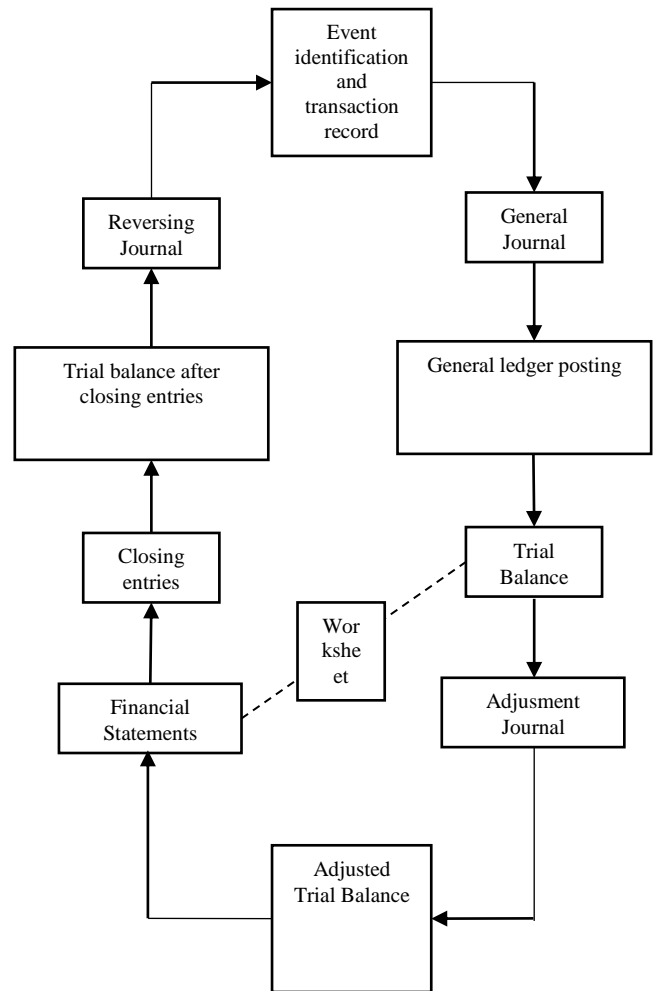 Event
identification
and
transaction
record
General
Journal
General ledger posting
Trial
Balance
Adjusment
Journal
Adjusted
Trial Balance
Financial
Statements
Wor
kshe
et
Closing
entries
Trial balance after
closing entries
Reversing
Journal